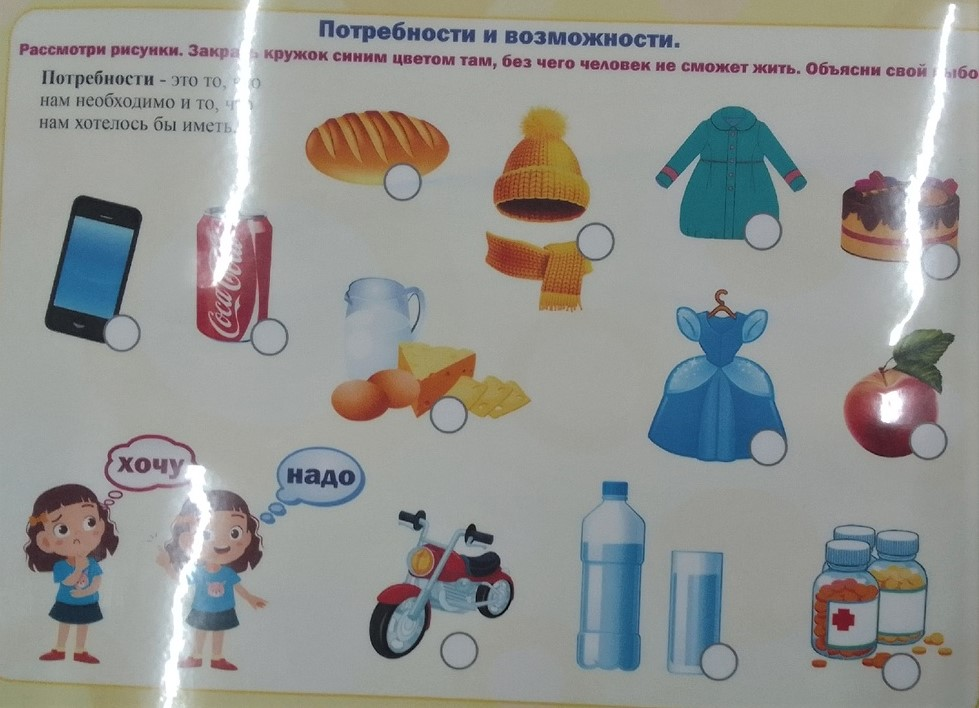 Потребности и возможности.
Рассмотри рисунки. кружок синим цветом там, без чего человек не сможет жить. Объясни свой
Потребности - это то,
нам необходимо и то,
нам хотелось бы иметь.
Coca-Cola
хочу
надо